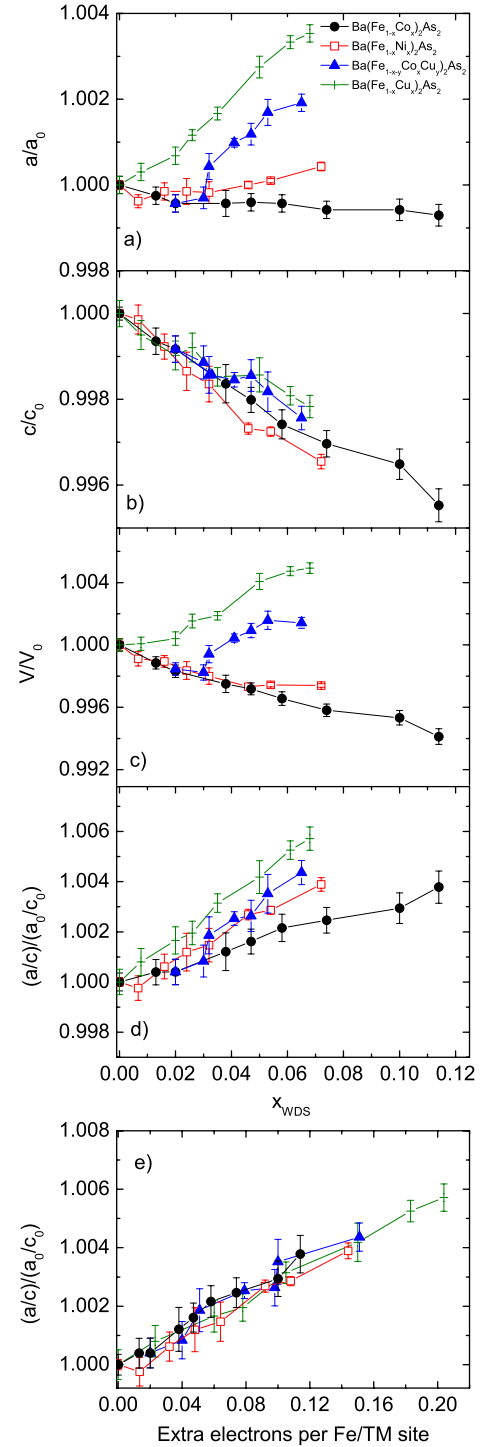 Ba(Fe1-xCox)2As2
Ba(Fe1-xNix)2As2
Ba(Fe1-x-yCoxCuy)2As2
Ba(Fe1-xCux)2As2
1.004
1.002
1.000
0.998
a/a0
a)
1.000
0.998
0.996
c/c0
b)
1.004
1.000
0.996
0.992
V/V0
c)
1.006
1.004
1.002
1.000
0.998
(a/c)/(a0/c0)
d)
0.00 0.02 0.04 0.06 0.08 0.10 0.12
xWDS
e)
1.008
1.006
1.004
1.002
1.000
(a/c)/(a0/c0)
0.00 0.04 0.08 0.12 0.16 0.20
Extra electrons per Fe/TM site